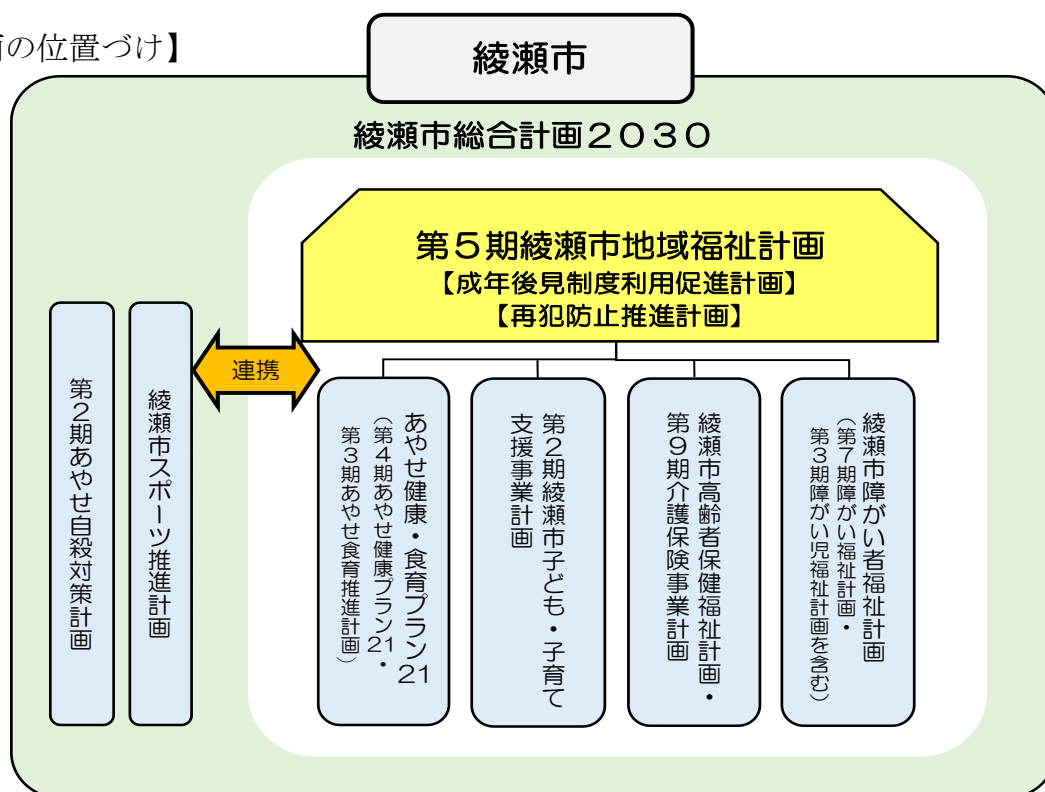 の位置づけ】
綾瀬市
綾瀬市総合計画2030
第5期綾瀬市地域福祉計画
【成年後見制度利用促進計画】
【再犯防止推進計画】
連携
第2期あやせ自殺対策計画
綾瀬市スポーツ推進計画
あやせ健康・食育プラン21
(第4期あやせ健康プラン21・
第3期あやせ食育推進計画)
第2期綾瀬市子ども・子育て
支援事業計画
綾瀬市高齢者保健福祉計画・
第9期介護保険事業計画
綾瀬市障がい者福祉計画
(第7期障がい福祉計画・
第3期障がい児福祉計画を含む)